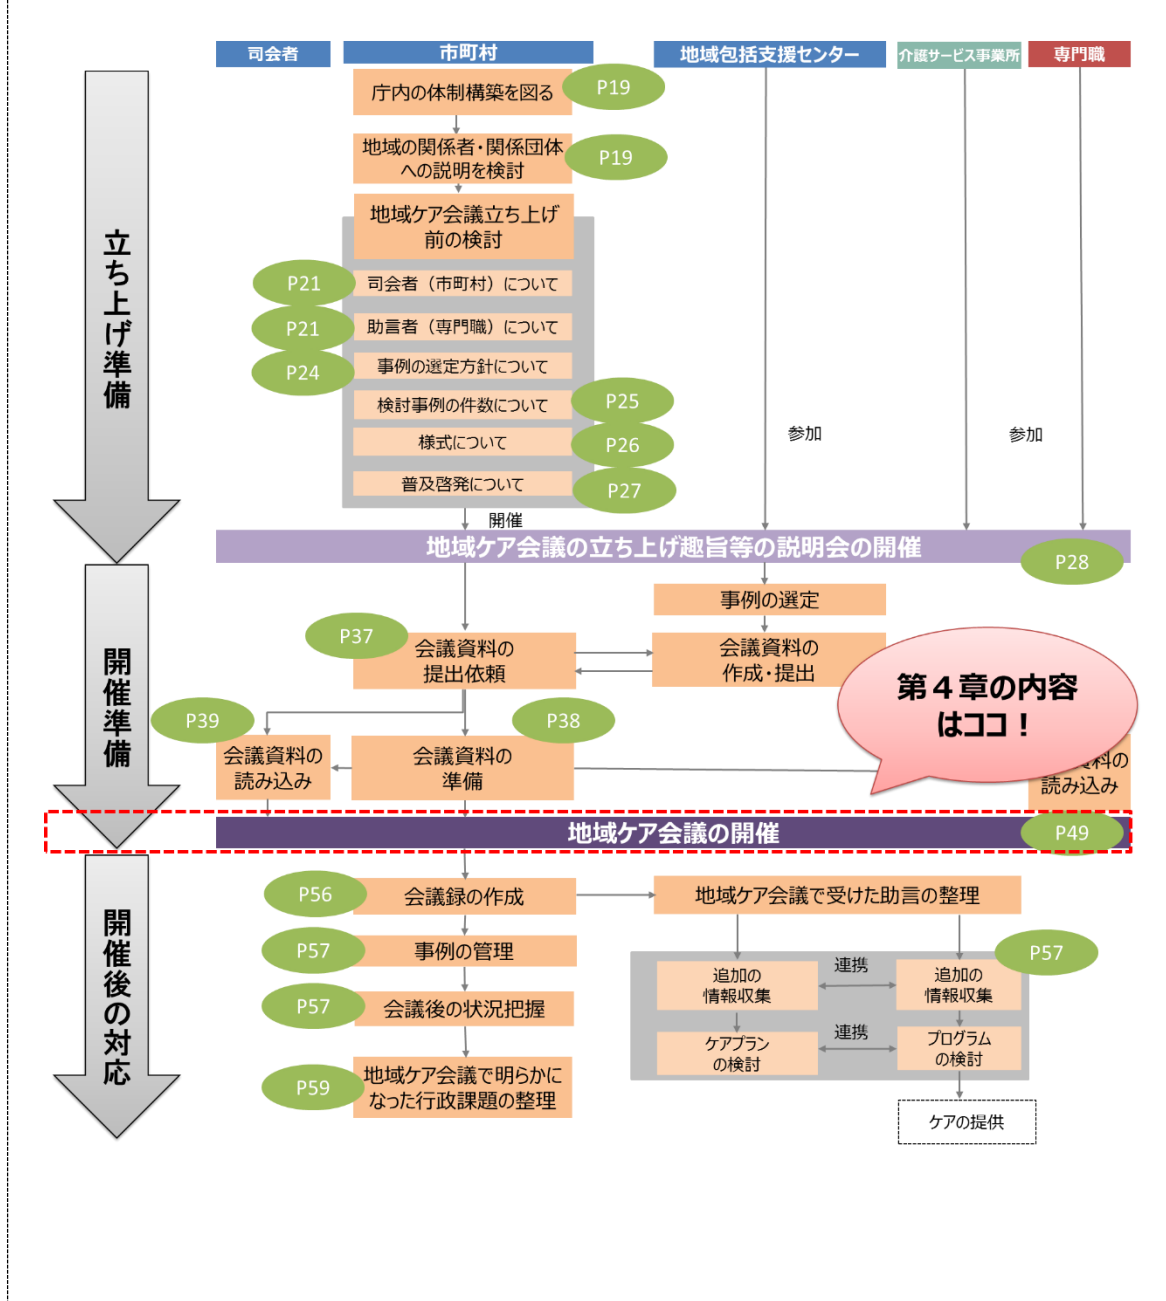 司会者
市町村
地域包括支援センター
介護サービス事業所
専門職
立ち上げ準備
庁内の体制構築を図る
P19
地域の関係者・関係団体
への説明を検討
P19
地域ケア会議立ち上げ
前の検討
P21
司会者（市町村）について
P21
助言者（専門職）について
P24
事例の選定方針について
検討事例の件数について
P25
様式について
P26
普及啓発について
P27
参加
参加
開催
地域ケア会議の立ち上げ趣旨等の説明会の開催
P28
開催準備
事例の選定
P37
会議資料の
提出依頼
会議資料の
作成・提出
第４章の内容
はココ！
P39
会議資料の
読み込み
P38
会議資料の
準備
資料の
読み込み
地域ケア会議の開催
P49
開催後の対応
P56
会議録の作成
地域ケア会議で受けた助言の整理
P57
事例の管理
P57
会議後の状況把握
P59
地域ケア会議で明らかに
なった行政課題の整理
P57
追加の
情報収集
連携
追加の
情報収集
ケアプラン
の検討
連携
プログラム
の検討
ケアの提供